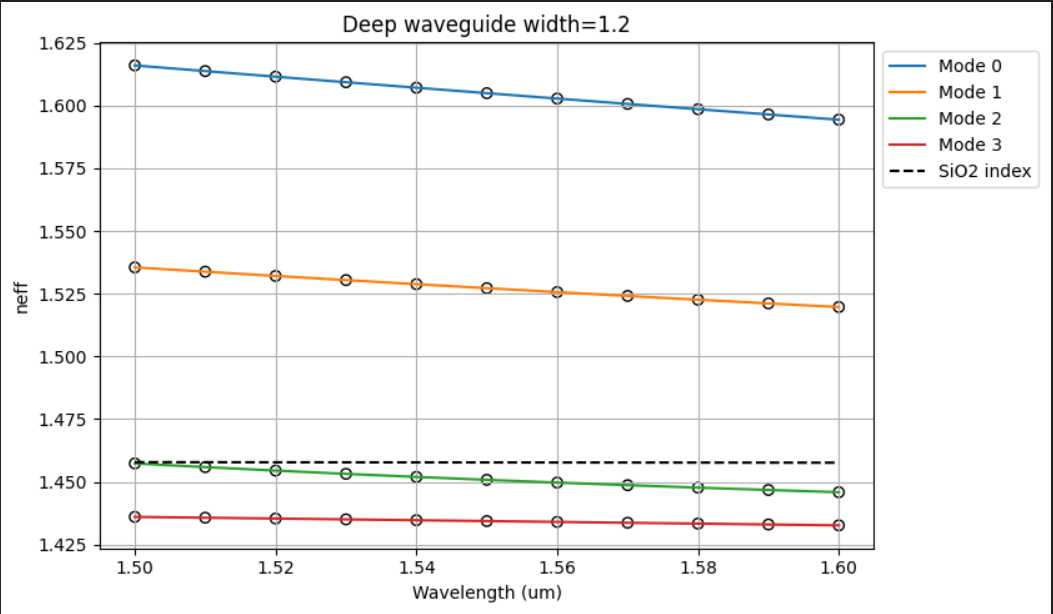 Deep waveguide width=1.2
1.625
1.600
1.575
1.550
1.525
1.500
1.475
1.450
1.425
neff
1.50 1.52 1.54 1.56 1.58 1.60
Wavelength (um)
Mode 0
Mode 1
Mode 2
Mode 3
SiO2 index